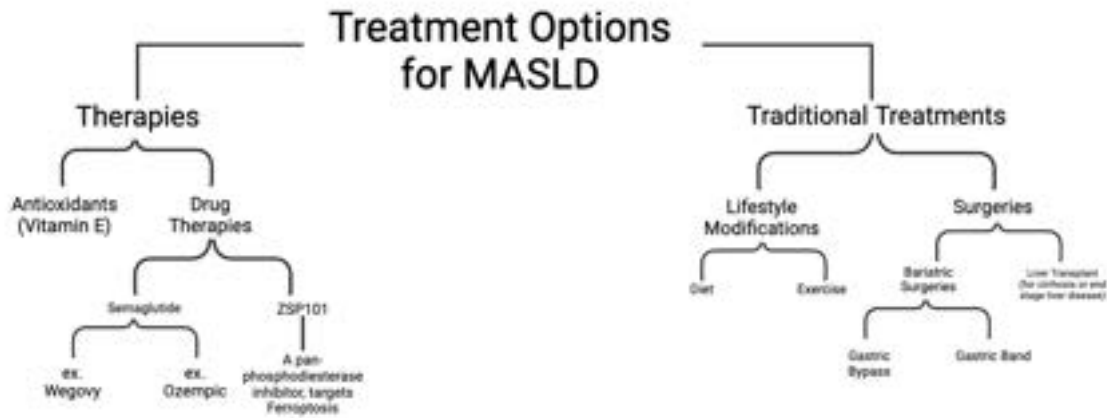 Treatment Options
for MASLD
Therapies
Traditional Treatments
Antioxidants
(Vitamin E)
Drug
Therapies
Lifestyle
Modifications
Surgeries
Semaglutide
ZSP101
Diet
Exercise
Bariatric
Surgeries
Liver Transplant
(for cirrhosis or end
stage liver disease)
ex.
Wegovy
ex.
Ozempic
A pan-
phosphodiesterase
inhibitor, targets
Ferroptosis
Gastric
Bypass
Gastric Band